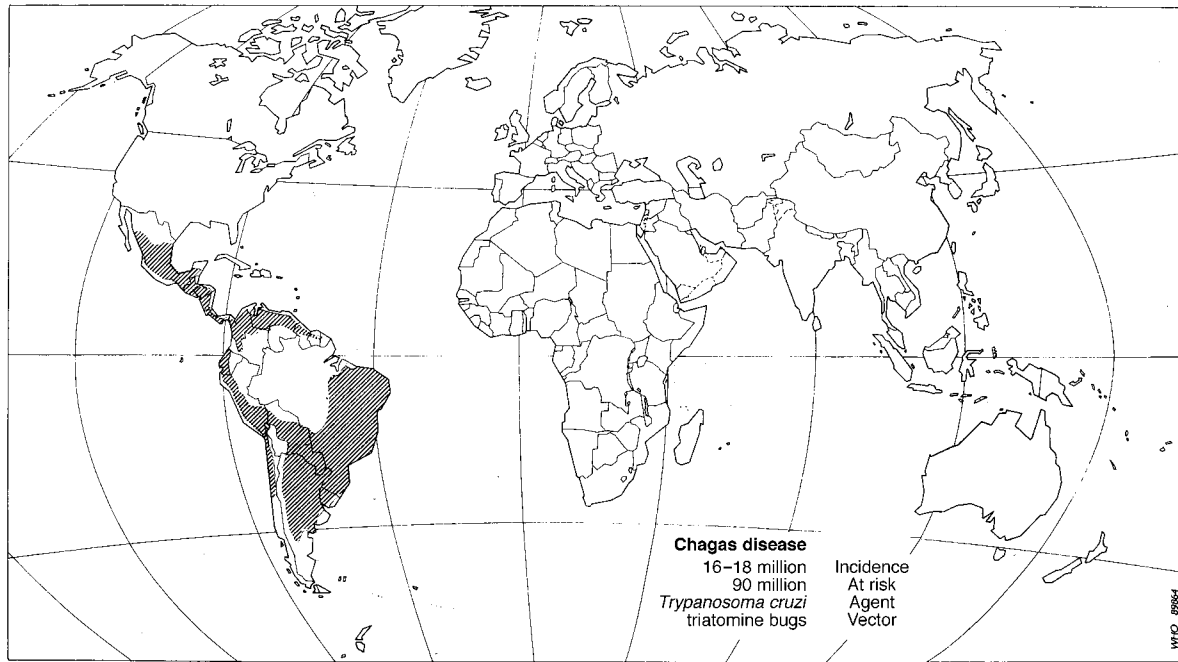 Chagas disease
16–18 million Incidence
90 million At risk
Trypanosoma cruzi Agent
triatomine bugs Vector
WHO 89864